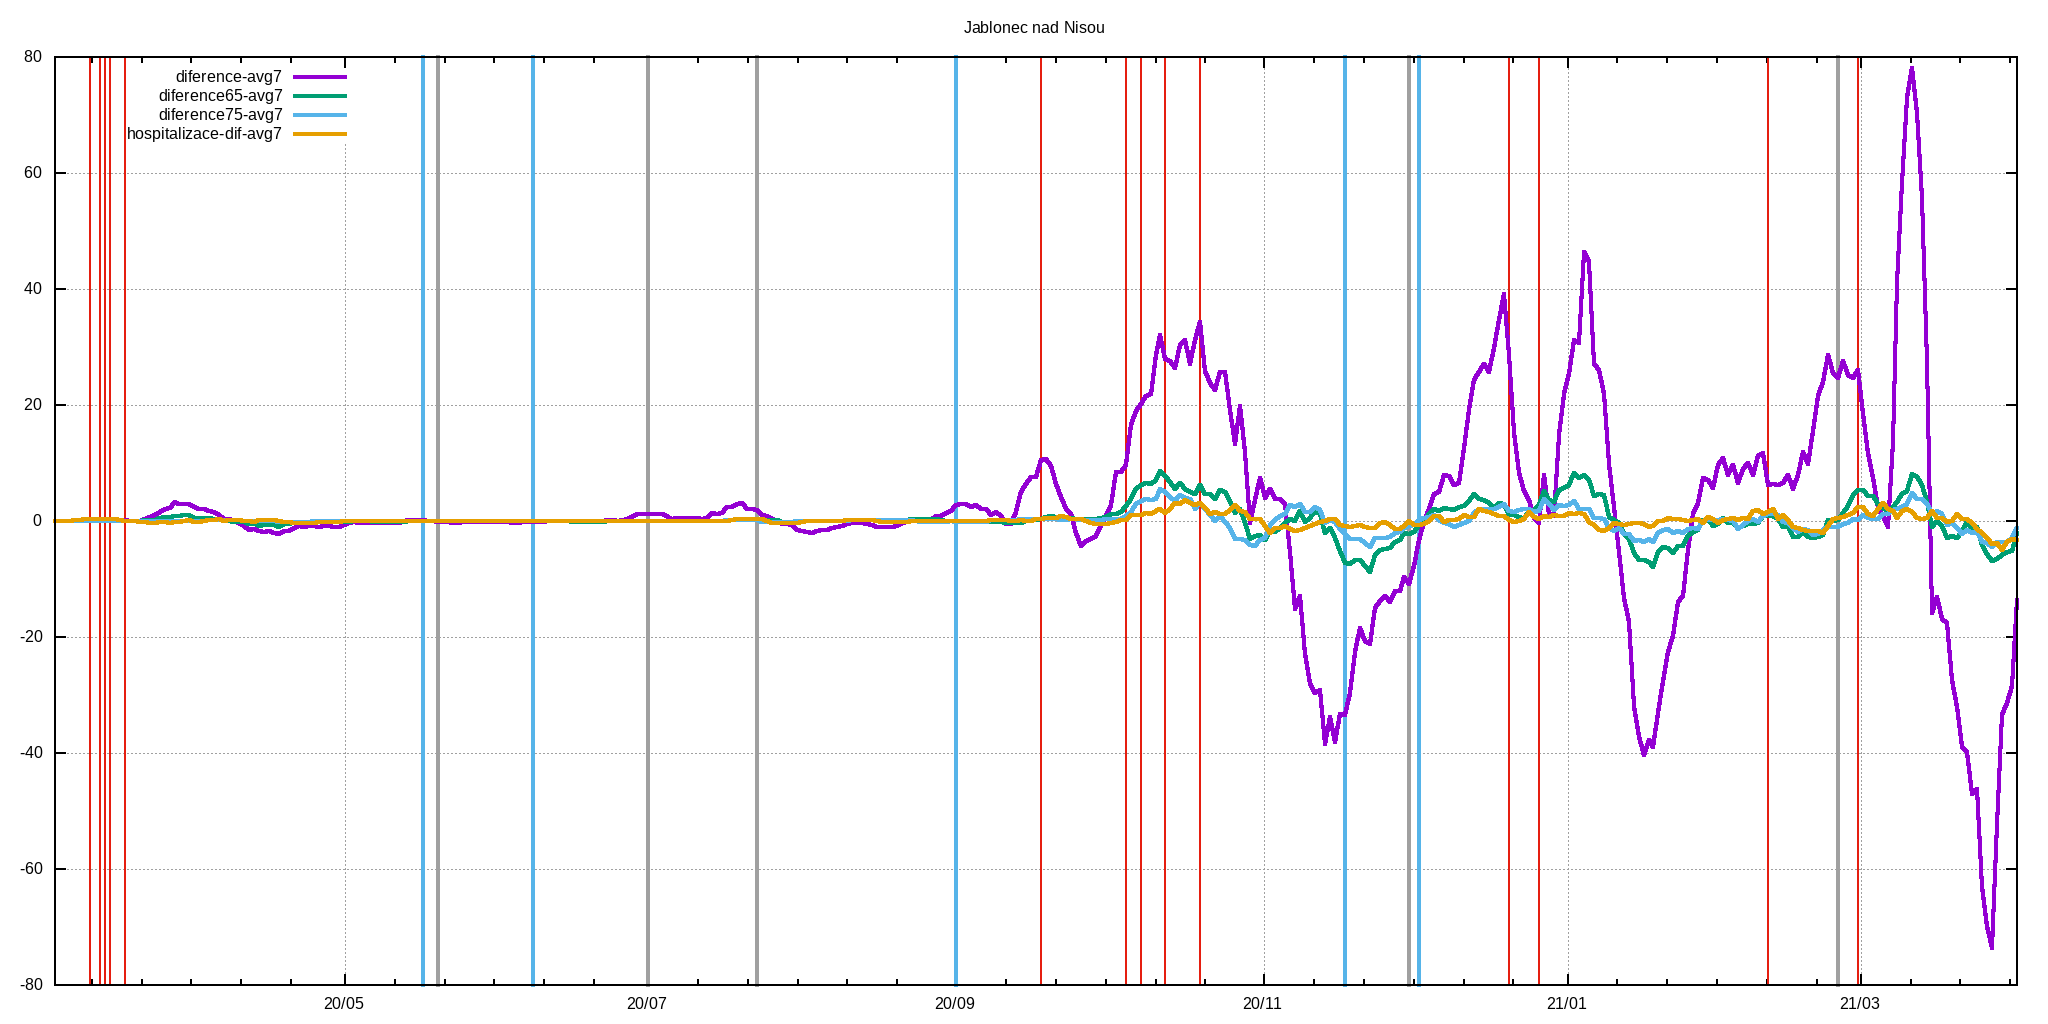 Jablonec nad Nisou
80
60
40
20
0
-20
-40
-60
-80
diference-avg7
diference65-avg7
diference75-avg7
hospitalizace-dif-avg7
20/05 20/07 20/09 20/11 21/01 21/03